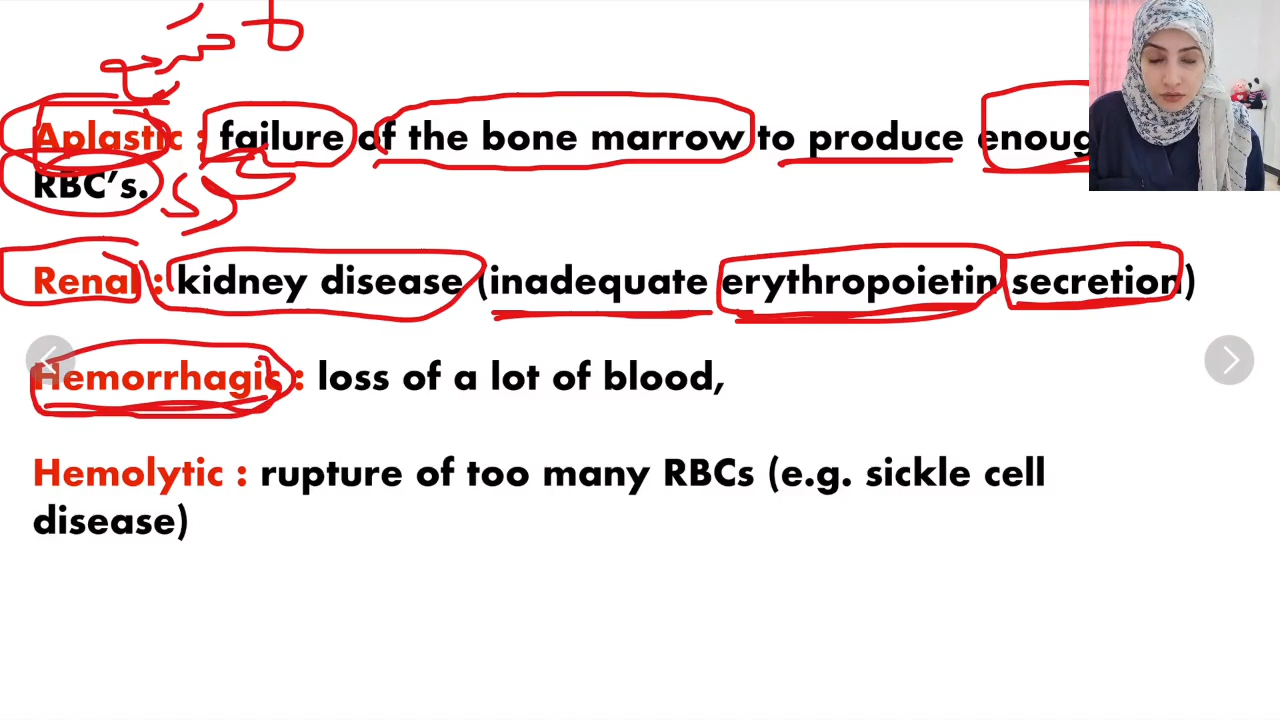 Aplastic : failure of the bone marrow to produce enoug
RBC's.
Renal : kidney disease (inadequate erythropoietin secretion)
Hemorrhagic : loss of a lot of blood,
Hemolytic : rupture of too many RBCs (e.g. sickle cell
disease)